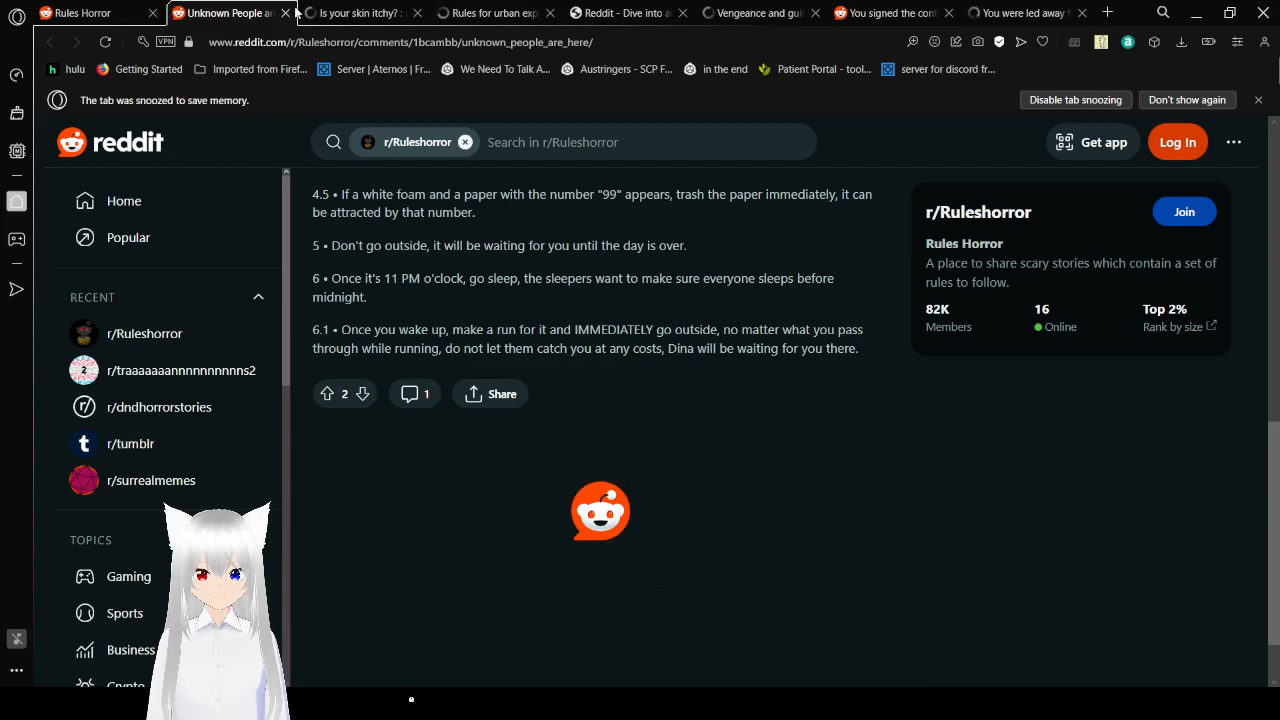 Rules Horror
Unknown People a
Is your skin itchy? :
Rules for urban exp
Reddit - Dive into a
Vengeance and gui
You signed the cont
You were led away f
VPN
www.reddit.com/r/Ruleshorror/comments/1bcambb/unknown_people_are_here/
hulu
Getting Started
Imported from Firef...
Server | Aternos | Fr...
We Need To Talk A...
Austringers - SCP F...
in the end
Patient Portal - tool...
server for discord fr...
The tab was snoozed to save memory.
Disable tab snoozing
Don't show again
reddit
r/Ruleshorror
Search in r/Ruleshorror
Get app
Log In
Home
Popular
RECENT
r/Ruleshorror
r/traaaaaaannnnnnnnnns2
r/dndhorrorstories
r/tumblr
r/surrealmemes
TOPICS
Gaming
Sports
Business
Crypto
4.5 • If a white foam and a paper with the number "99" appears, trash the paper immediately, it can
be attracted by that number.
5 • Don't go outside, it will be waiting for you until the day is over.
6 • Once it's 11 PM o'clock, go sleep, the sleepers want to make sure everyone sleeps before
midnight.
6.1 • Once you wake up, make a run for it and IMMEDIATELY go outside, no matter what you pass
through while running, do not let them catch you at any costs, Dina will be waiting for you there.
2
1
Share
r/Ruleshorror
Join
Rules Horror
A place to share scary stories which contain a set of
rules to follow.
82K
16
Top 2%
Members
Online
Rank by size